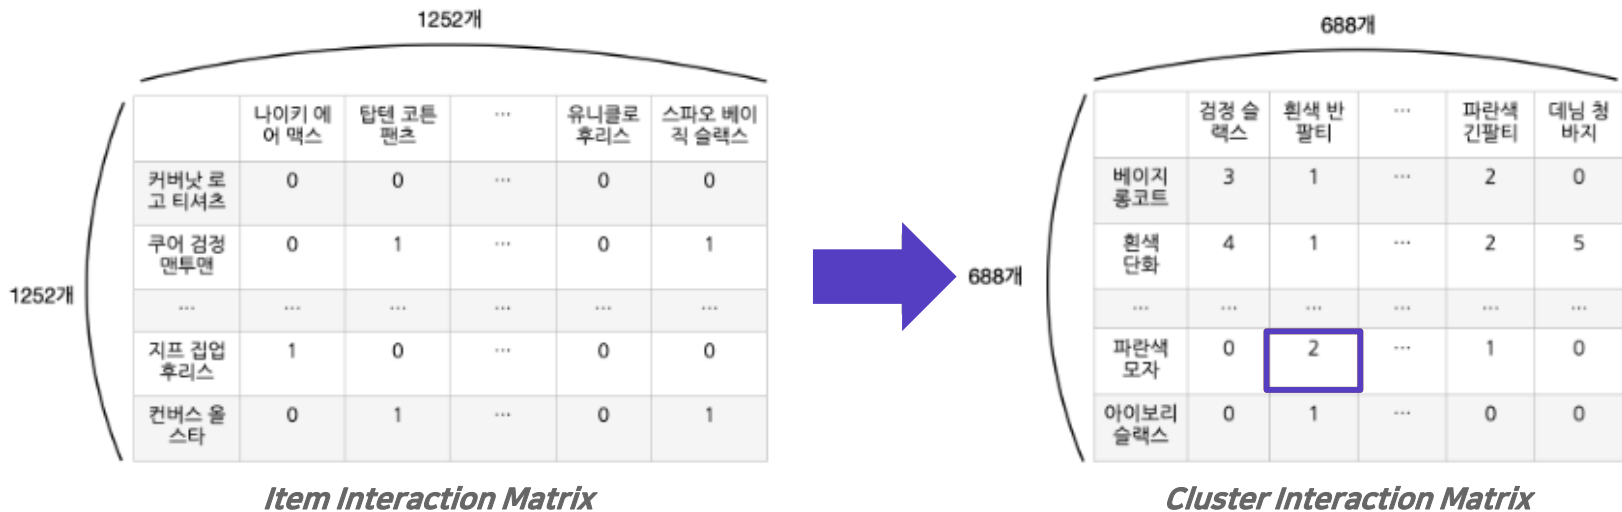 1252개
나이키 에
어 맥스
탑텐 코튼
팬츠
...
유니클로
후리스
스파오 베이
직 슬랙스
커버낫 로
고 티셔츠
0
0
...
0
0
쿠어 검정
맨투맨
0
1
...
0
1
1252개
...
...
...
...
...
...
지프 집업
후리스
1
0
...
0
0
컨버스 올
스타
0
1
...
0
1
Item Interaction Matrix
688개
검정 슬
랙스
흰색 반
팔티
...
파란색
긴팔티
데님 청
바지
베이지
롱코트
3
1
...
2
0
흰색
단화
4
1
...
2
5
688개
...
...
...
...
...
...
파란색
모자
0
2
...
1
0
아이보리
슬랙스
0
1
...
0
0
Cluster Interaction Matrix